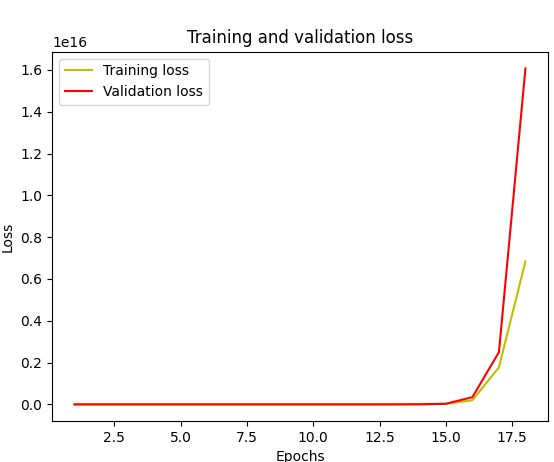 Training and validation loss
1e16
Training loss
Validation loss
1.6
1.4
1.2
1.0
0.8
0.6
0.4
0.2
0.0
Loss
2.5 5.0 7.5 10.0 12.5 15.0 17.5
Epochs